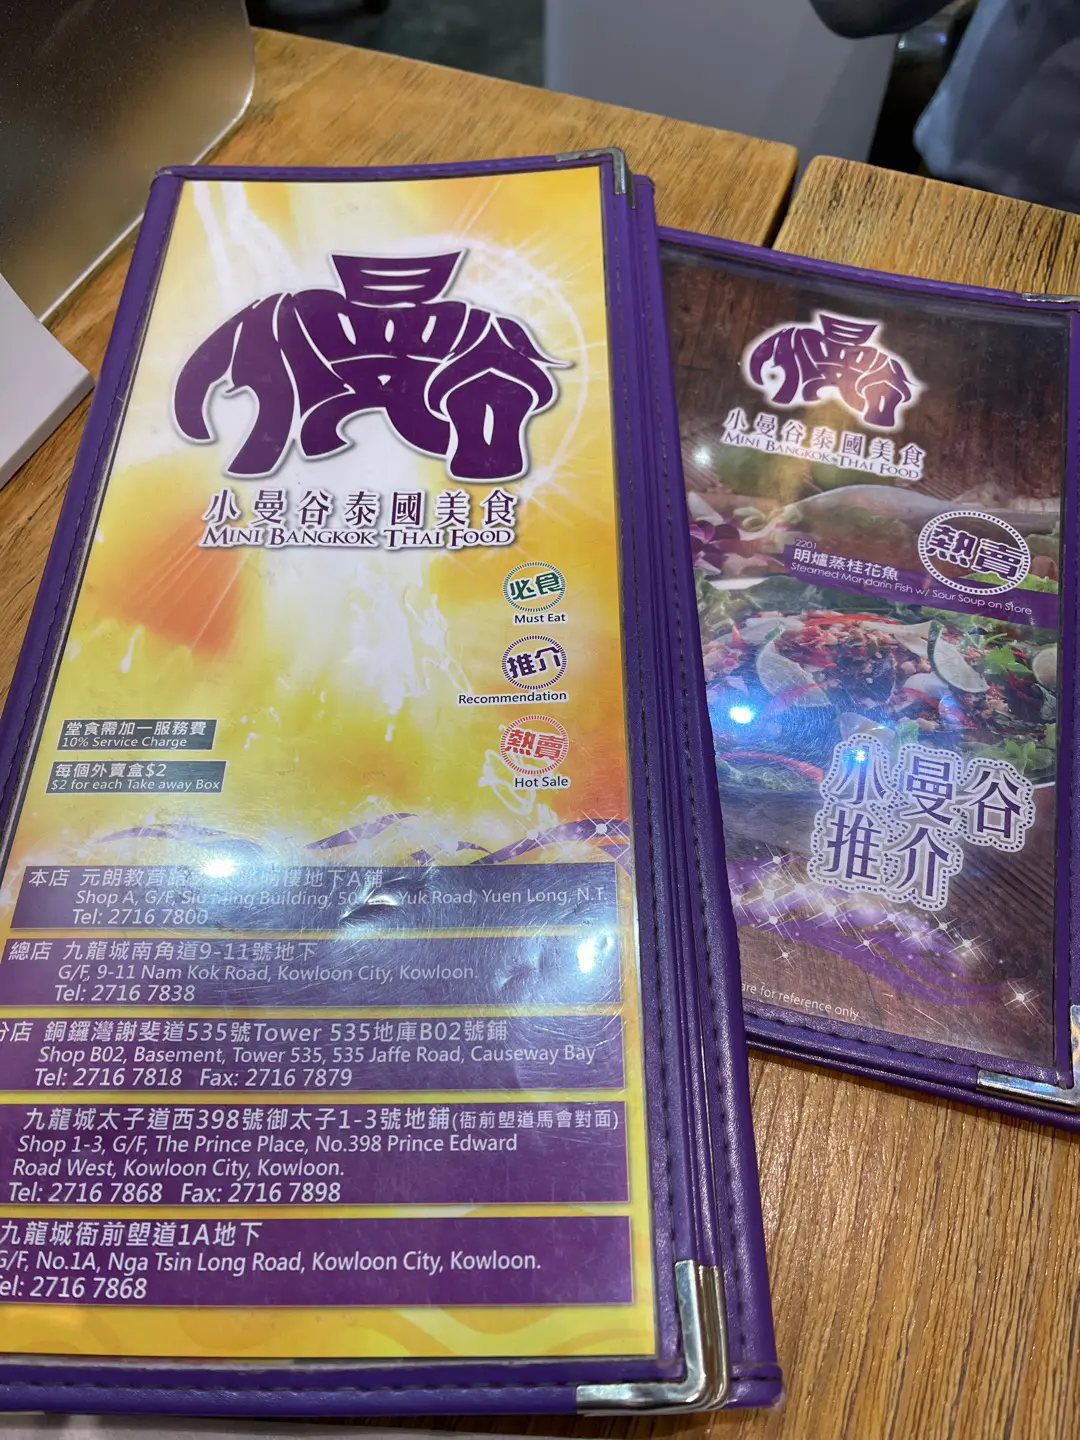 小曼谷
小曼谷泰國美食
MINI BANGKOK THAI FOOD
必食
Must Eat
推介
Recommendation
熱賣
Hot Sale
堂食需加一服務費
10% Service Charge
每個外賣盒$2
$2 for each Take away Box
本店 元朗教育 樓地下A鋪
Shop A, G/F, Siu Ming Building, Yuk Road, Yuen Long, N.T.
Tel: 2716 7800
總店 九龍城南角道9-11號地下
G/F, 9-11 Nam Kok Road, Kowloon City, Kowloon.
Tel: 2716 7838
分店 銅鑼灣謝斐道535號Tower 535地庫B02號鋪
Shop B02, Basement, Tower 535, 535 Jaffe Road, Causeway Bay
Tel: 2716 7818 Fax: 2716 7879
九龍城太子道西398號御太子1-3號地鋪(衙前塱道馬會對面)
Shop 1-3, G/F, The Prince Place, No.398 Prince Edward
Road West, Kowloon City, Kowloon.
Tel: 2716 7868 Fax: 2716 7898
九龍城衙前塱道1A地下
G/F, No.1A, Nga Tsin Long Road, Kowloon City, Kowloon.
Tel: 2716 7868
小曼谷
小曼谷泰國美食
MINI BANGKOK THAI FOOD
熱賣
2201
明爐蒸桂花魚
Steamed Mandarin Fish w/ Sour Soup on Stove
小曼谷
推介
are for reference only